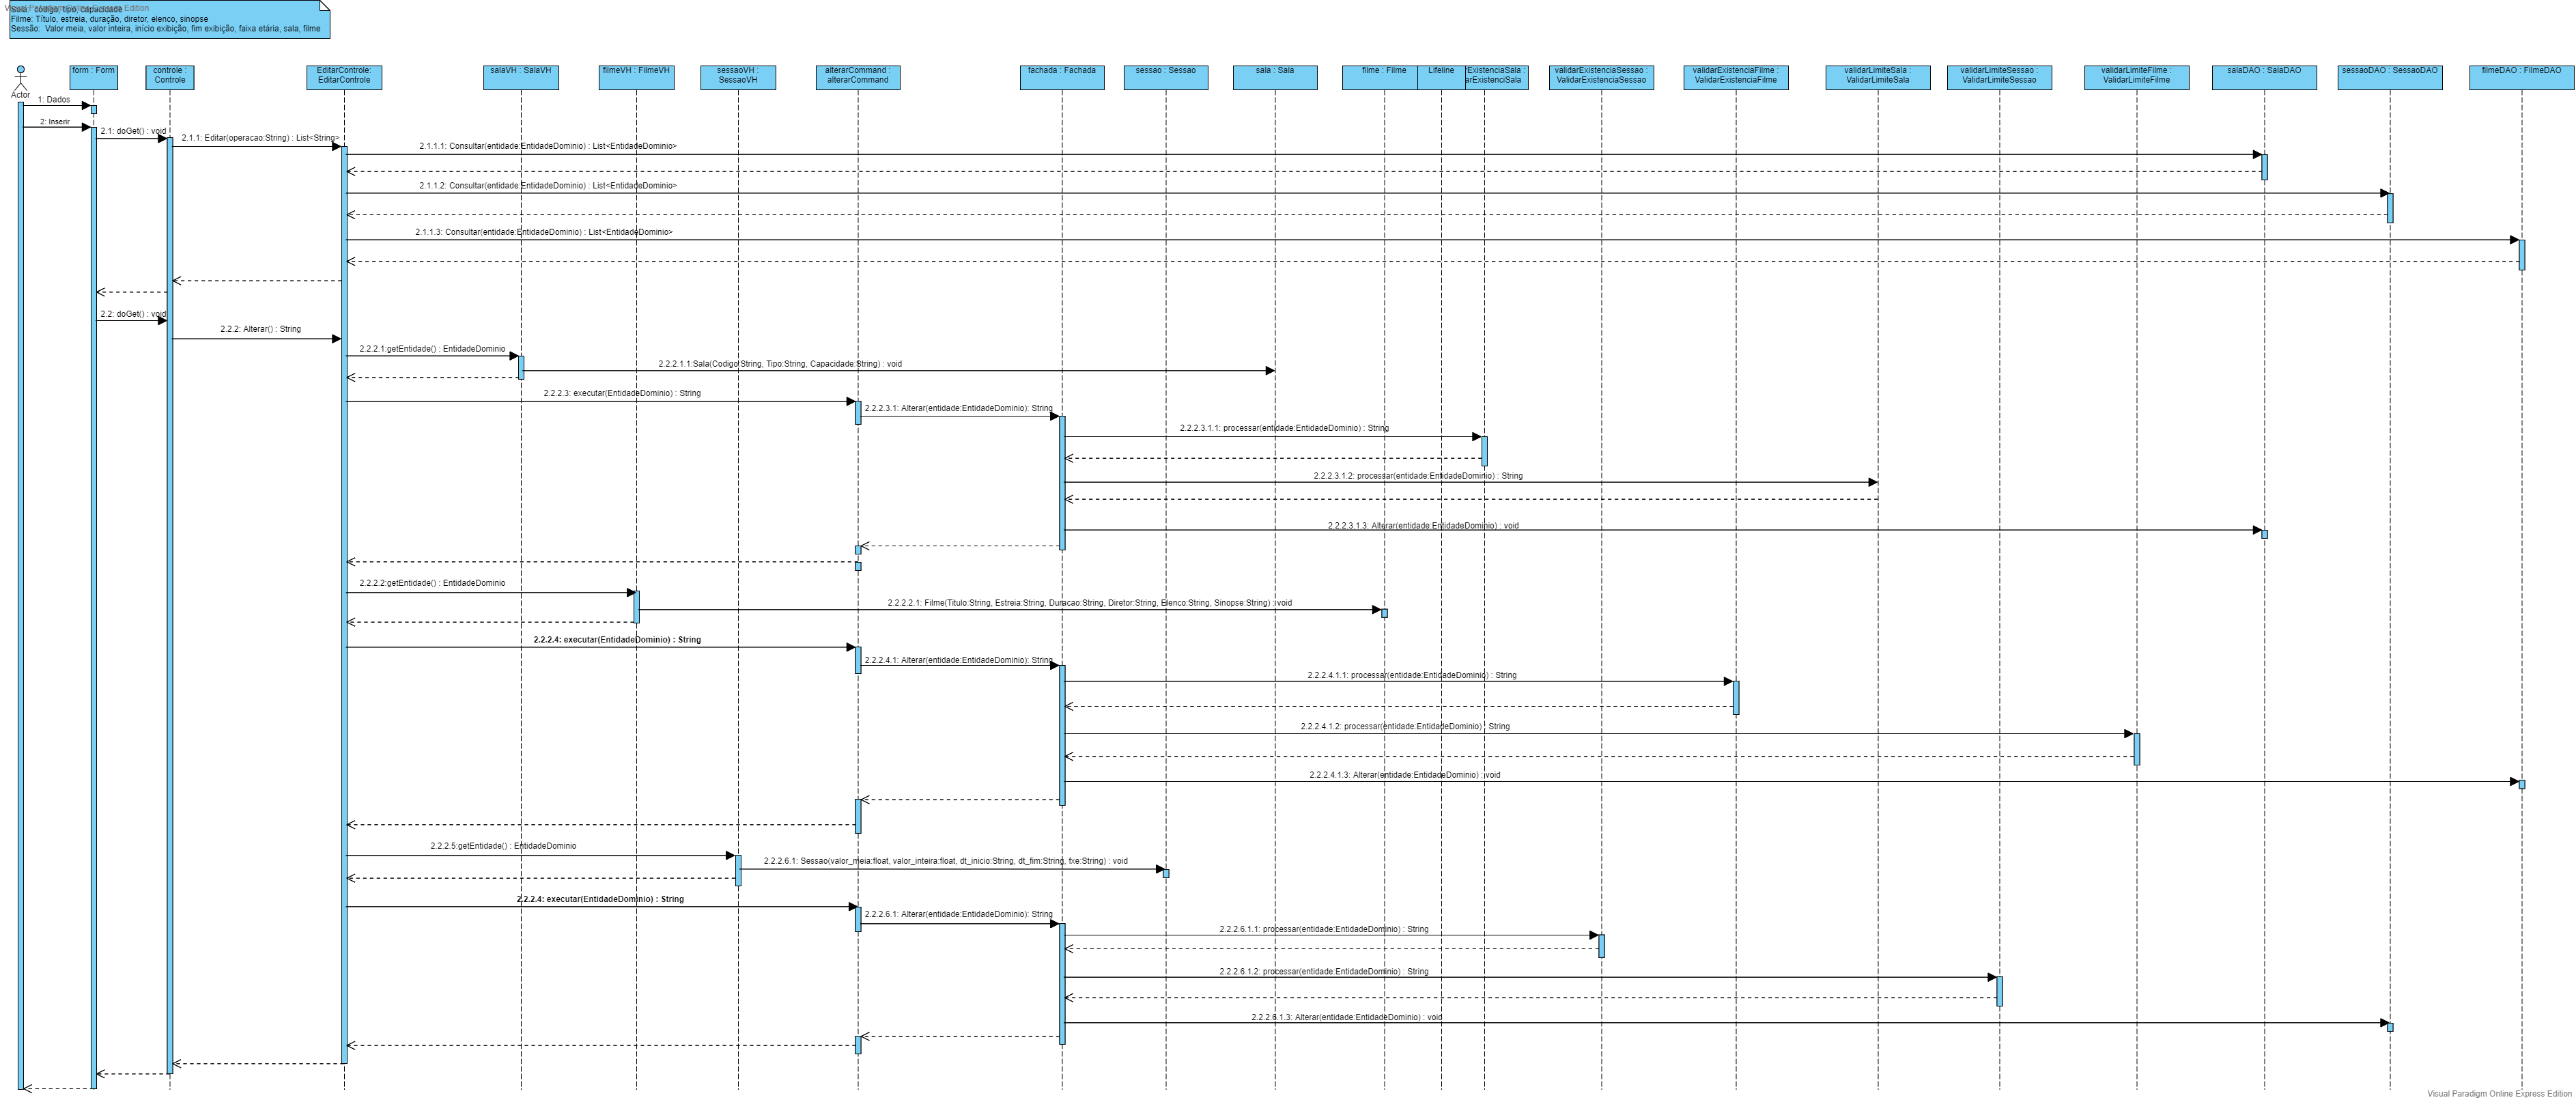 Visual Paradigm Online Express Edition
Sala: código, tipo, capacidade
Filme: Título, estreia, duração, diretor, elenco, sinopse
Sessão: Valor meia, valor inteira, início exibição, fim exibição, faixa etária, sala, filme
Actor
form : Form
controle :
Controle
EditarControle:
EditarControle
salaVH : SalaVH
filmeVH : FilmeVH
sessaoVH :
SessaoVH
alterarCommand :
alterarCommand
fachada : Fachada
sessao : Sessao
sala : Sala
filme : Filme
Lifeline
rExistenciaSala :
arExistenciSala
validarExistenciaSessao :
ValidarExistenciaSessao
validarExistenciaFilme :
ValidarExistenciaFilme
validarLimiteSala :
ValidarLimiteSala
validarLimiteSessao :
ValidarLimiteSessao
validarLimiteFilme :
ValidarLimiteFilme
salaDAO : SalaDAO
sessaoDAO : SessaoDAO
filmeDAO : FilmeDAO
1: Dados
2: Inserir
2.1: doGet() : void
2.1.1: Editar(operacao:String) : List<String>
2.1.1.1: Consultar(entidade:EntidadeDominio) : List<EntidadeDominio>
2.1.1.2: Consultar(entidade:EntidadeDominio) : List<EntidadeDominio>
2.1.1.3: Consultar(entidade:EntidadeDominio) : List<EntidadeDominio>
2.2: doGet() : void
2.2.2: Alterar() : String
2.2.2.1:getEntidade() : EntidadeDominio
2.2.2.1.1:Sala(Codigo:String, Tipo:String, Capacidade:String) : void
2.2.2.3: executar(EntidadeDominio) : String
2.2.2.3.1: Alterar(entidade:EntidadeDominio): String
2.2.2.3.1.1: processar(entidade:EntidadeDominio) : String
2.2.2.3.1.2: processar(entidade:EntidadeDominio) : String
2.2.2.3.1.3: Alterar(entidade:EntidadeDominio) : void
2.2.2.2:getEntidade() : EntidadeDominio
2.2.2.2.1: Filme(Titulo:String, Estreia:String, Duracao:String, Diretor:String, Elenco:String, Sinopse:String) : void
2.2.2.4: executar(EntidadeDominio) : String
2.2.2.4.1: Alterar(entidade:EntidadeDominio): String
2.2.2.4.1.1: processar(entidade:EntidadeDominio) : String
2.2.2.4.1.2: processar(entidade:EntidadeDominio) : String
2.2.2.4.1.3: Alterar(entidade:EntidadeDominio) : void
2.2.2.5:getEntidade() : EntidadeDominio
2.2.2.6.1: Sessao(valor_meia:float, valor_inteira:float, dt_inicio:String, dt_fim:String, fxe:String) : void
2.2.2.4: executar(EntidadeDominio) : String
2.2.2.6.1: Alterar(entidade:EntidadeDominio): String
2.2.2.6.1.1: processar(entidade:EntidadeDominio) : String
2.2.2.6.1.2: processar(entidade:EntidadeDominio) : String
2.2.2.6.1.3: Alterar(entidade:EntidadeDominio) : void
Visual Paradigm Online Express Edition